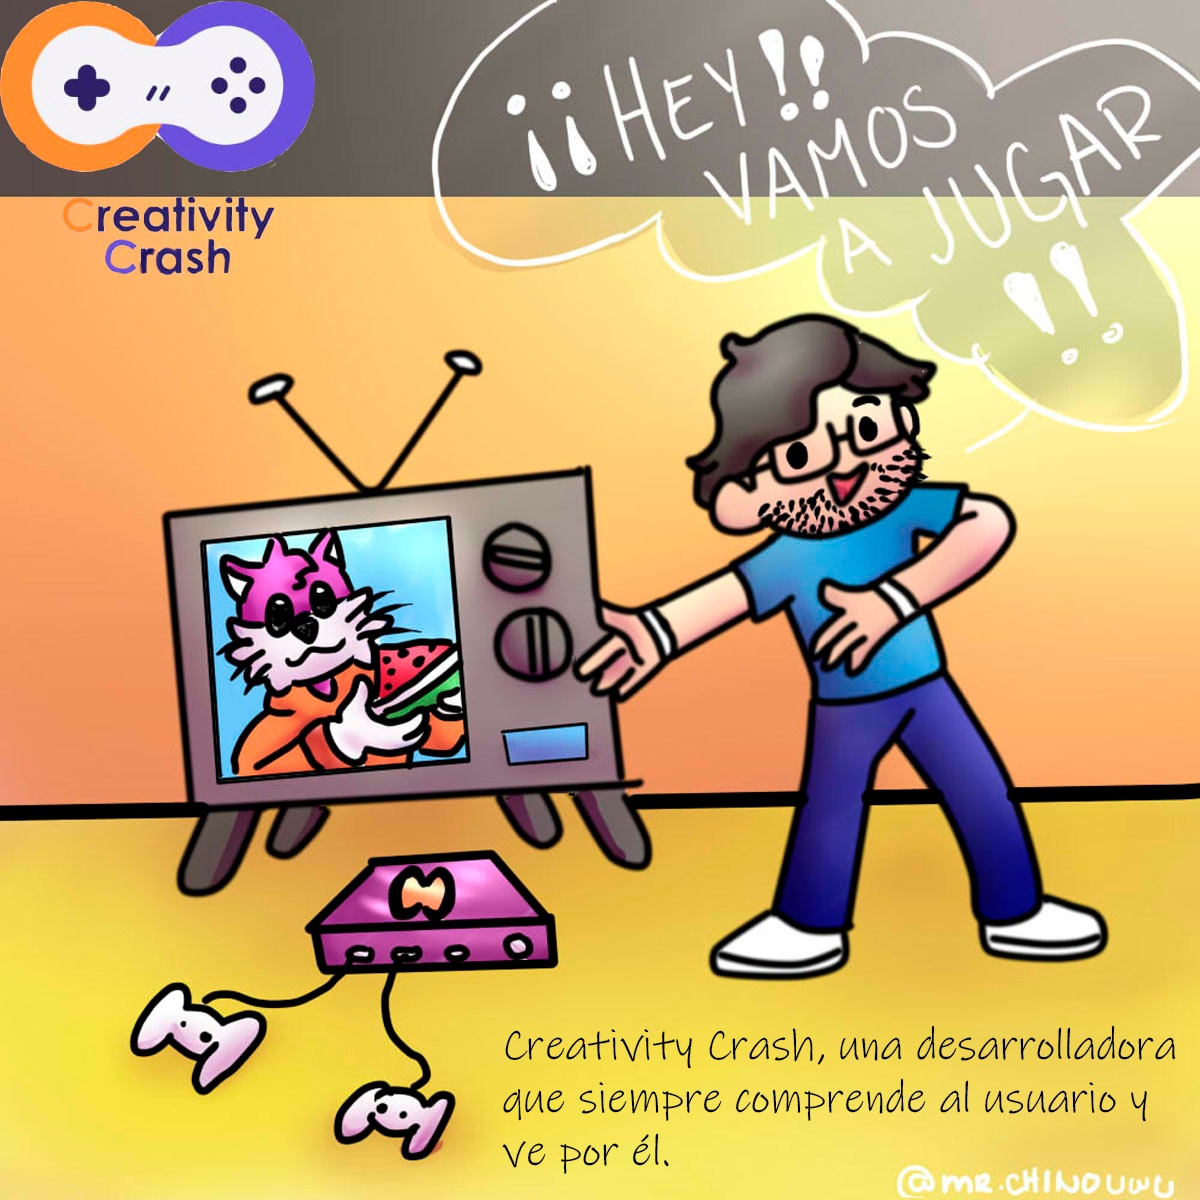 ¡¡HEY!!
VAMOS
A JUGAR
!!
Creativity
Crash
Creativity Crash, una desarrolladora
que siempre comprende al usuario y
ve por él.
@MR.CHINOUWU